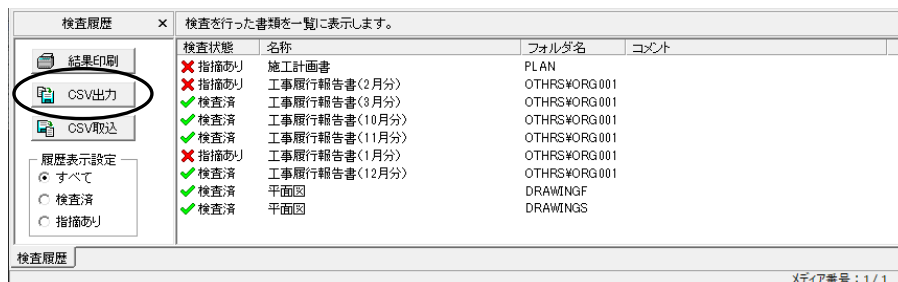 検査履歴 × 検査を行った書類を一覧に表示します。
結果印刷
CSV出力
CSV取込
履歴表示設定
すべて
検査済
指摘あり
検査状態 名称 フォルダ名 コメント
指摘あり 施工計画書 PLAN
指摘あり 工事履行報告書(2月分) OTHRS¥ORG001
検査済 工事履行報告書(3月分) OTHRS¥ORG001
検査済 工事履行報告書(10月分) OTHRS¥ORG001
検査済 工事履行報告書(11月分) OTHRS¥ORG001
指摘あり 工事履行報告書(1月分) OTHRS¥ORG001
検査済 工事履行報告書(12月分) OTHRS¥ORG001
検査済 平面図 DRAWINGF
検査済 平面図 DRAWINGS
検査履歴
メディア番号:1/1